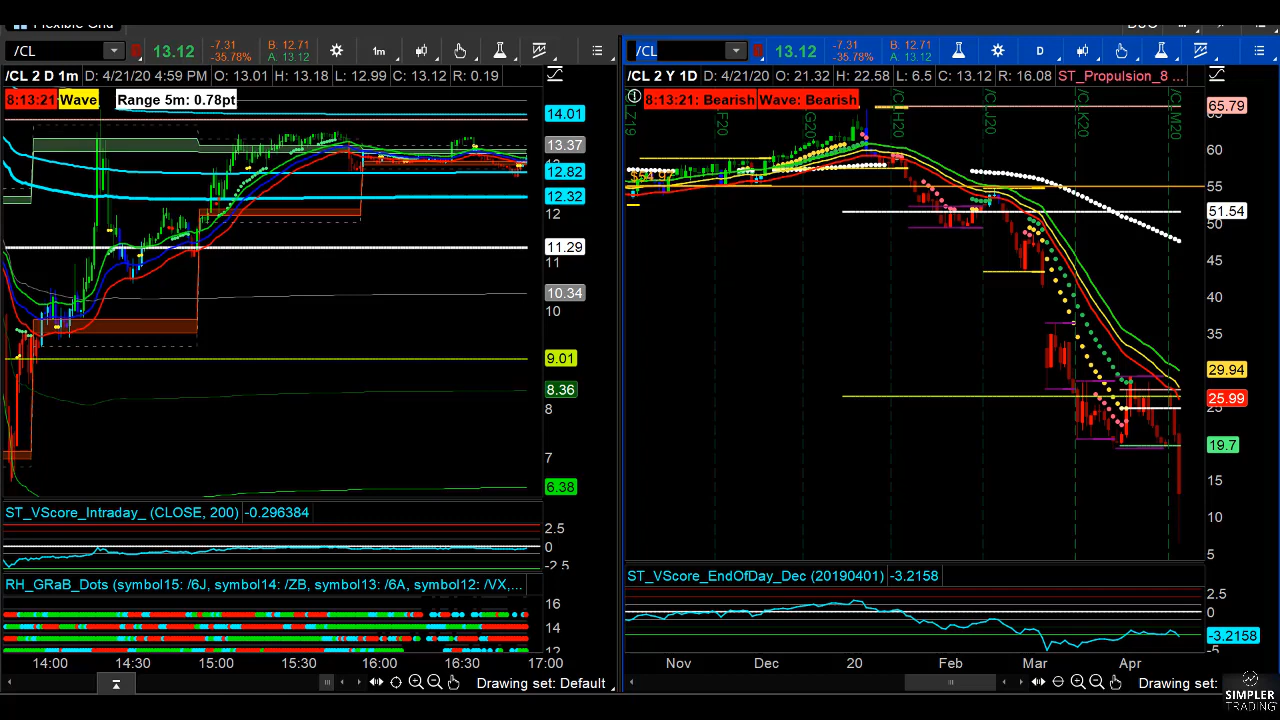 Flexible Grid
/CL 13.12 -7.31 -35.78% B: 12.71 A: 13.12 1m
/CL 2 D 1m D: 4/21/20 4:59 PM O: 13.01 H: 13.18 L: 12.99 C: 13.12 R: 0.19
8:13:21 Wave Range 5m: 0.78pt
14.01
13.37
12.82
12.32
12
11.29
11
10.34
10
9.01
8.36
8
7
6.38
ST_VScore_Intraday_ (CLOSE, 200) -0.296384
2.5
0
-2.5
RH_GRaB_Dots (symbol15: /6J, symbol14: /ZB, symbol13: /6A, symbol12: /VX,...
16
14
12
14:00 14:30 15:00 15:30 16:00 16:30 17:00
Drawing set: Default
/CL 13.12 -7.31 -35.78% B: 12.71 A: 13.12 D
/CL 2 Y 1D D: 4/21/20 O: 21.32 H: 22.58 L: 6.5 C: 13.12 R: 16.08 ST_Propulsion_8 ...
8:13:21: Bearish Wave: Bearish
/CH20 /CJ20 /CK20 /CM20
65.79
60
55
51.54
50
45
40
35
29.94
25.99
25
19.7
15
10
5
ST_VScore_EndOfDay_Dec (20190401) -3.2158
2.5
0
-3.2158
-5
Nov Dec 20 Feb Mar Apr
Drawing set:
SIMPLER
TRADING